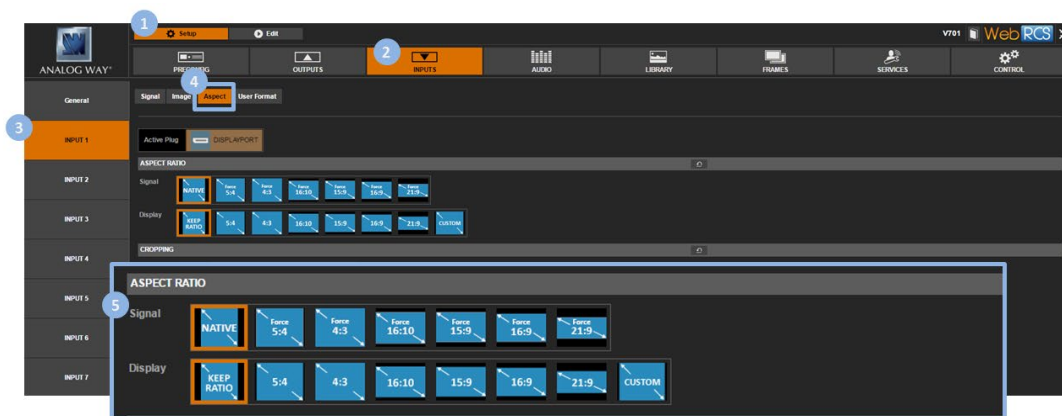 1
Setup
Edit
V701
Web RCS
ANALOG WAY®
PRECONFIG
OUTPUTS
2
INPUTS
AUDIO
LIBRARY
FRAMES
SERVICES
CONTROL
4
General
Signal Image Aspect User Format
3
INPUT 1
Active Plug DISPLAYPORT
ASPECT RATIO
INPUT 2
Signal
NATIVE
Force 5:4
Force 4:3
Force 16:10
Force 15:9
Force 16:9
Force 21:9
INPUT 3
Display
KEEP RATIO
5:4
4:3
16:10
15:9
16:9
21:9
CUSTOM
CROPPING
INPUT 4
INPUT 5
INPUT 6
INPUT 7
5
ASPECT RATIO
Signal
NATIVE
Force 5:4
Force 4:3
Force 16:10
Force 15:9
Force 16:9
Force 21:9
Display
KEEP RATIO
5:4
4:3
16:10
15:9
16:9
21:9
CUSTOM